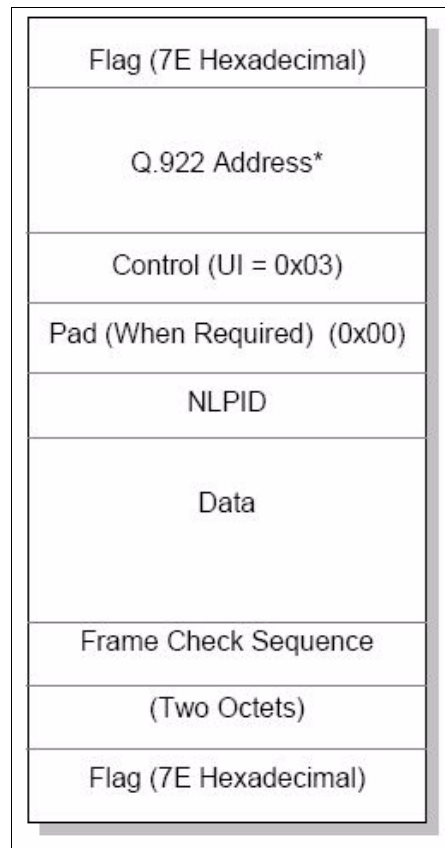 Flag (7E Hexadecimal)
Q.922 Address*
Control (UI = 0x03)
Pad (When Required) (0x00)
NLPID
Data
Frame Check Sequence
(Two Octets)
Flag (7E Hexadecimal)